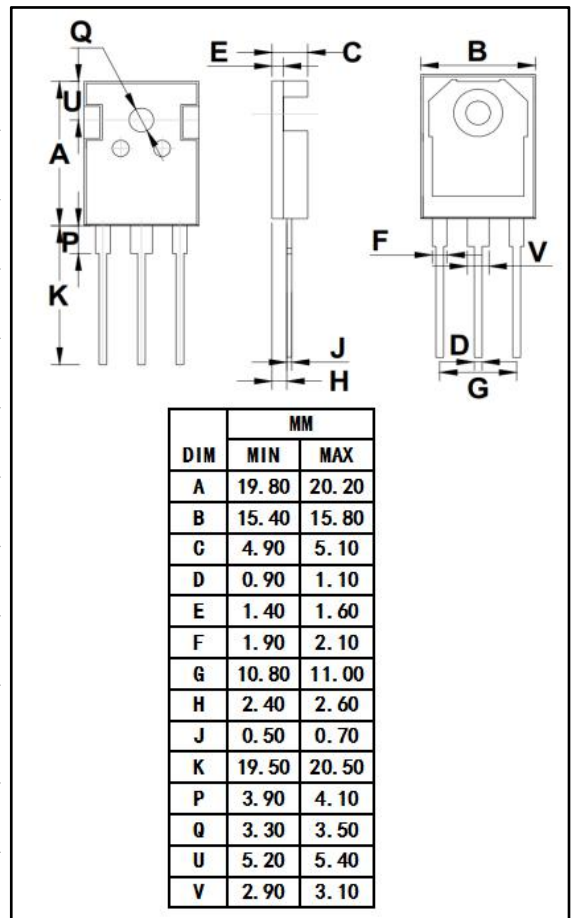 Q
E
C
B
U
A
P
K
F
V
J
D
H
G
MM
DIM MIN MAX
A 19.80 20.20
B 15.40 15.80
C 4.90 5.10
D 0.90 1.10
E 1.40 1.60
F 1.90 2.10
G 10.80 11.00
H 2.40 2.60
J 0.50 0.70
K 19.50 20.50
P 3.90 4.10
Q 3.30 3.50
U 5.20 5.40
V 2.90 3.10